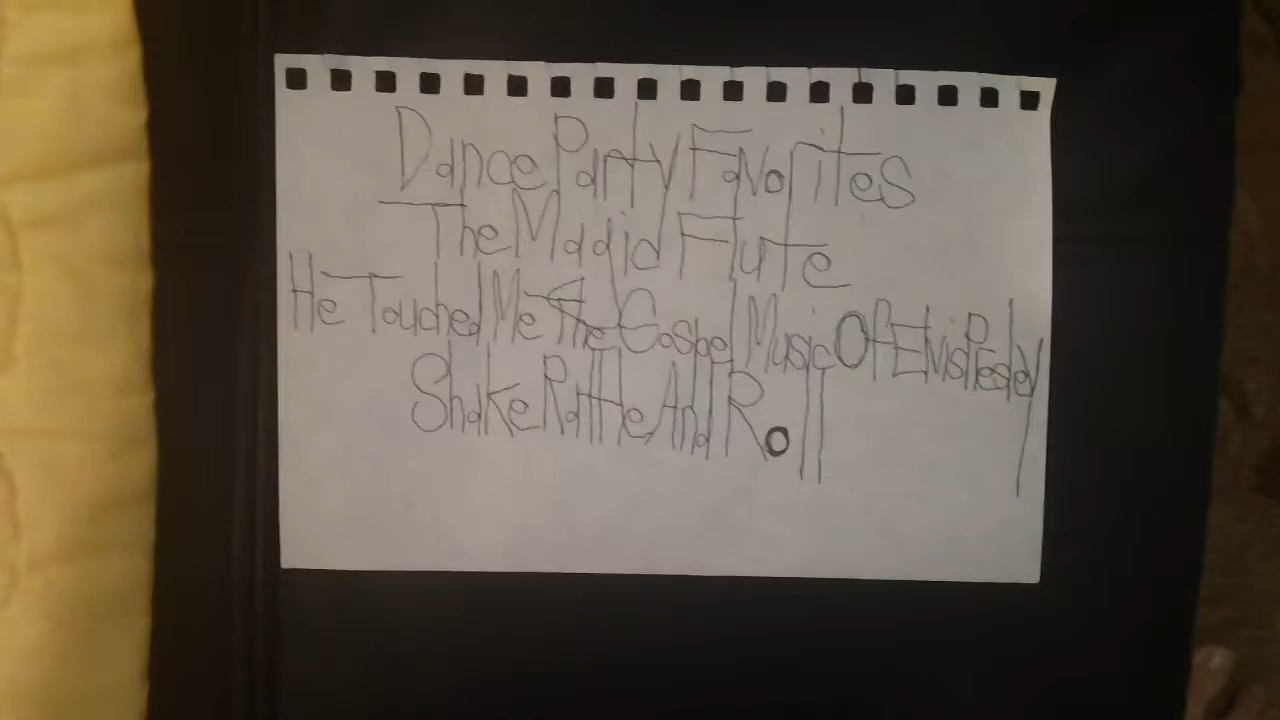 Dance Party Favorites
The Magic Flute
He Touched Me The Gospel Music Of Elvis Presley
Shake Rattle And Roll